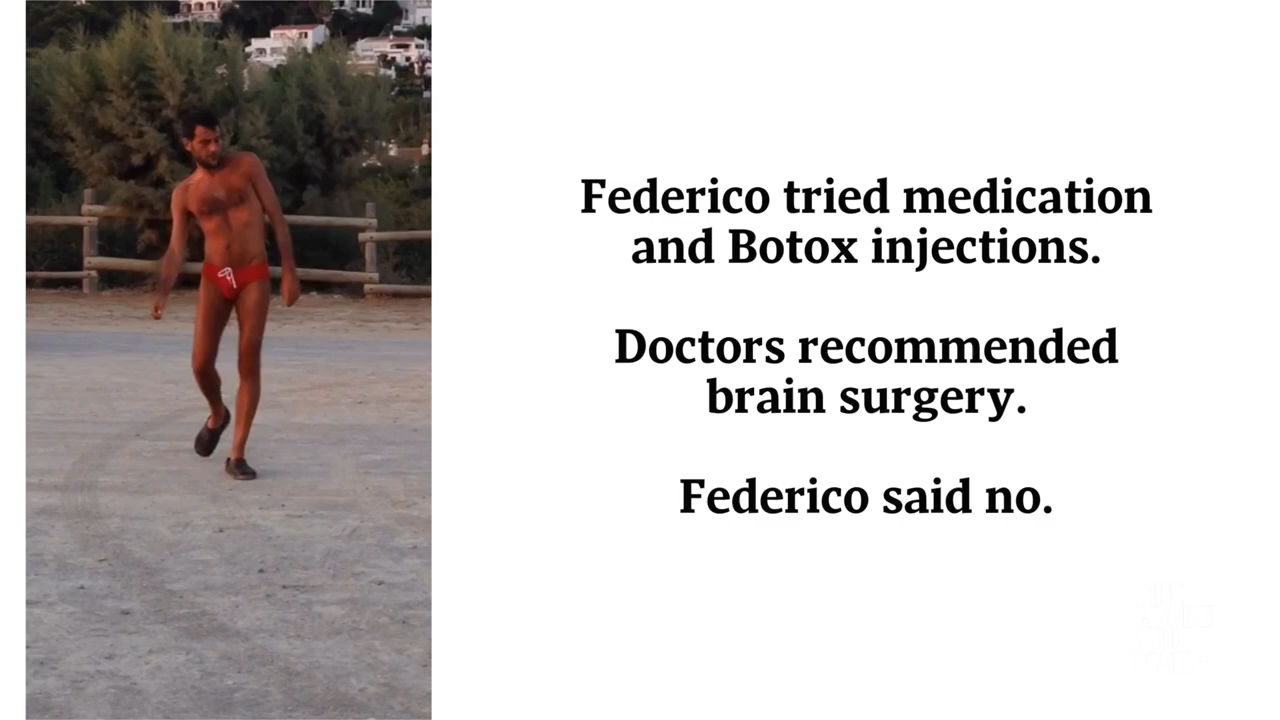 Federico tried medication
and Botox injections.
Doctors recommended
brain surgery.
Federico said no.